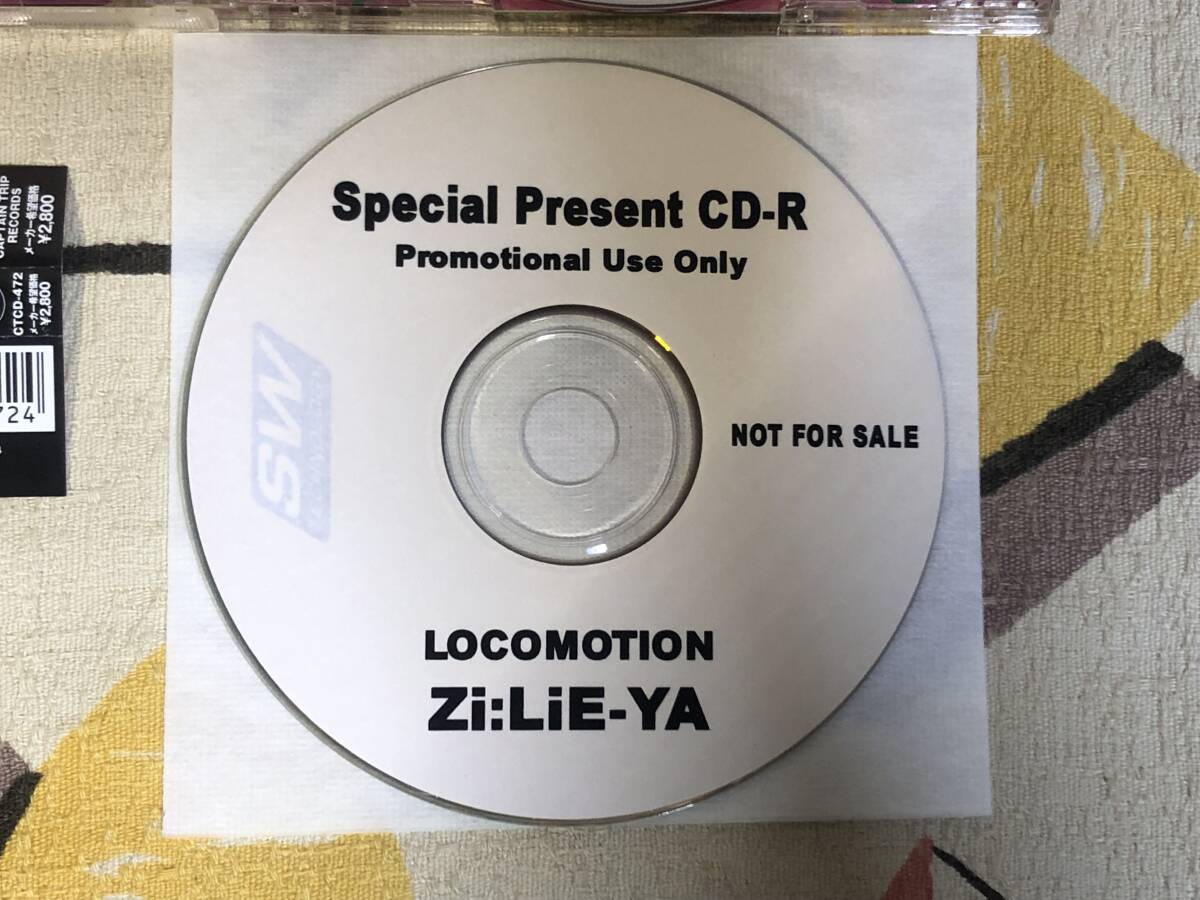 Special Present CD-R
Promotional Use Only
SW
NOT FOR SALE
LOCOMOTION
Zi:LiE-YA
CAPTAIN TRIP
RECORDS
メーカー希望価格
¥2,800
CTCD-472
メーカー希望価格
¥2,800
724